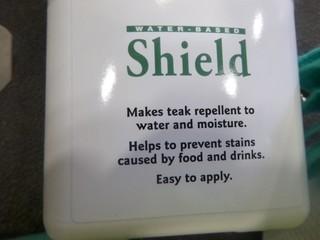 WATER-BASED
Shield
Makes teak repellent to
water and moisture.
Helps to prevent stains
caused by food and drinks.
Easy to apply.